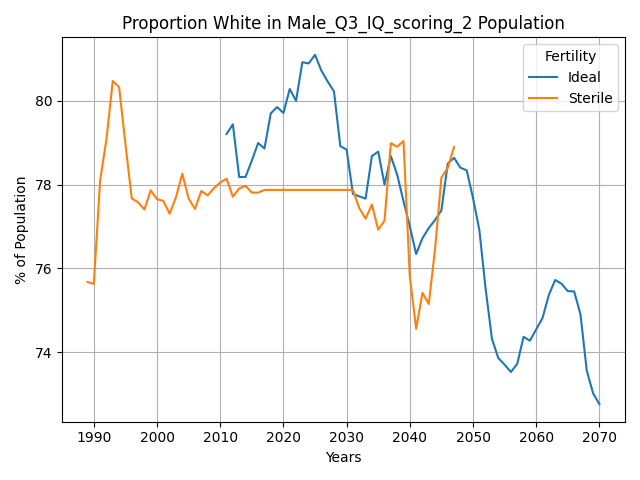 Proportion White in Male_Q3_IQ_scoring_2 Population
Fertility
Ideal
Sterile
% of Population
80
78
76
74
1990 2000 2010 2020 2030 2040 2050 2060 2070
Years